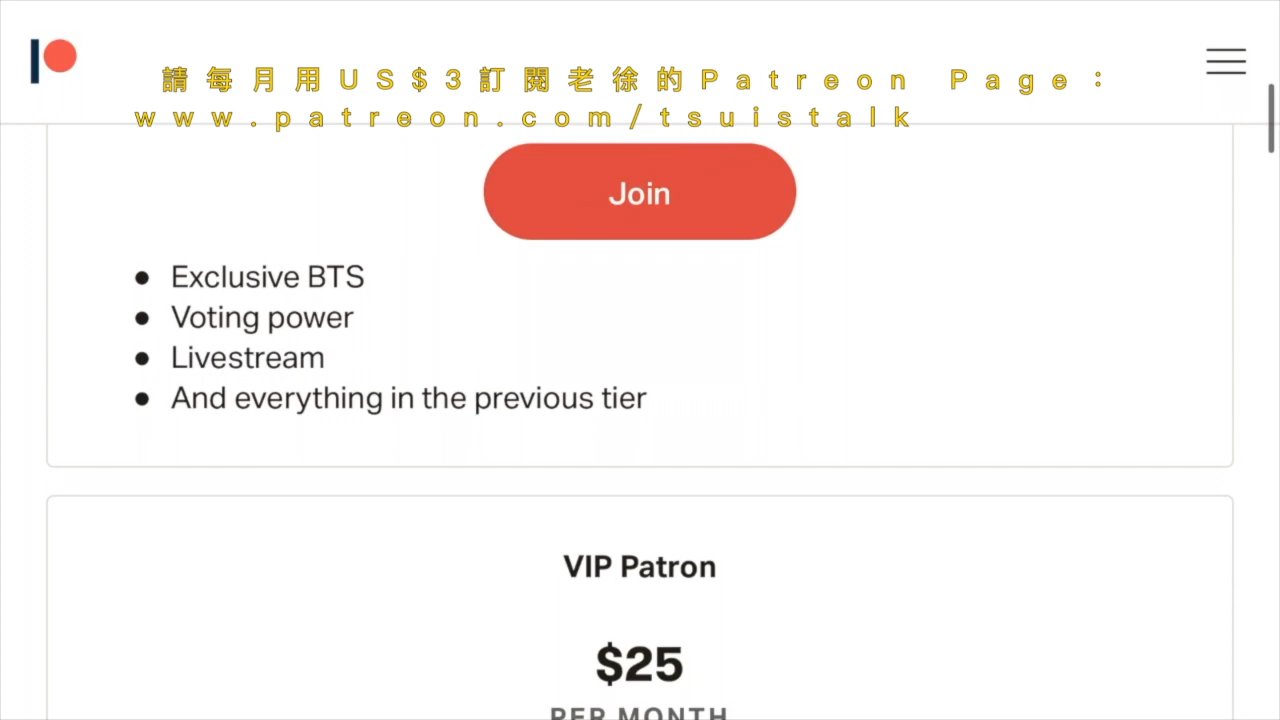 請每月用US$3訂閱老徐的Patreon Page：
www.patreon.com/tsuistalk
Join
Exclusive BTS
Voting power
Livestream
And everything in the previous tier
VIP Patron
$25
PER MONTH